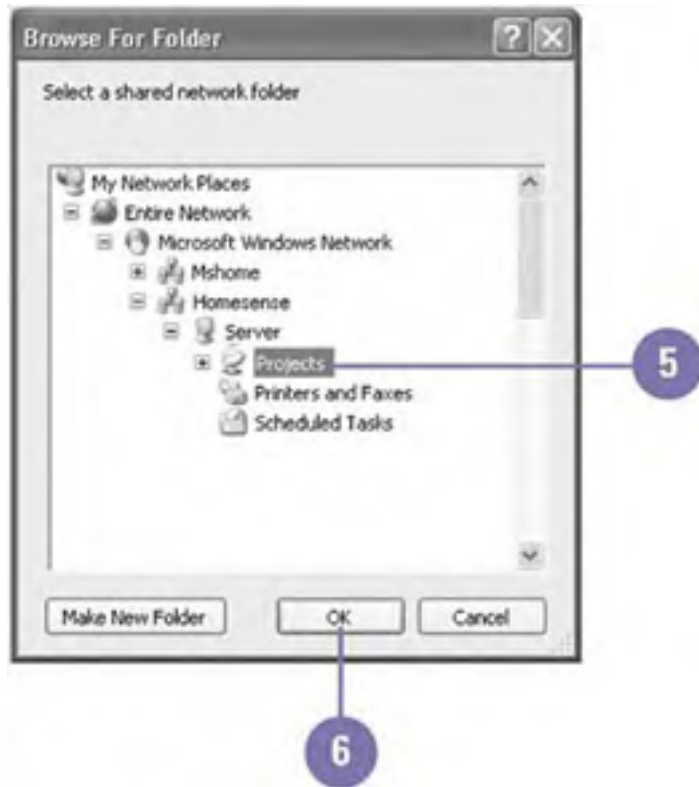 Browse For Folder
Select a shared network folder
My Network Places
Entire Network
Microsoft Windows Network
Mshome
Homesense
Server
Projects
5
Printers and Faxes
Scheduled Tasks
Make New Folder
OK
Cancel
6